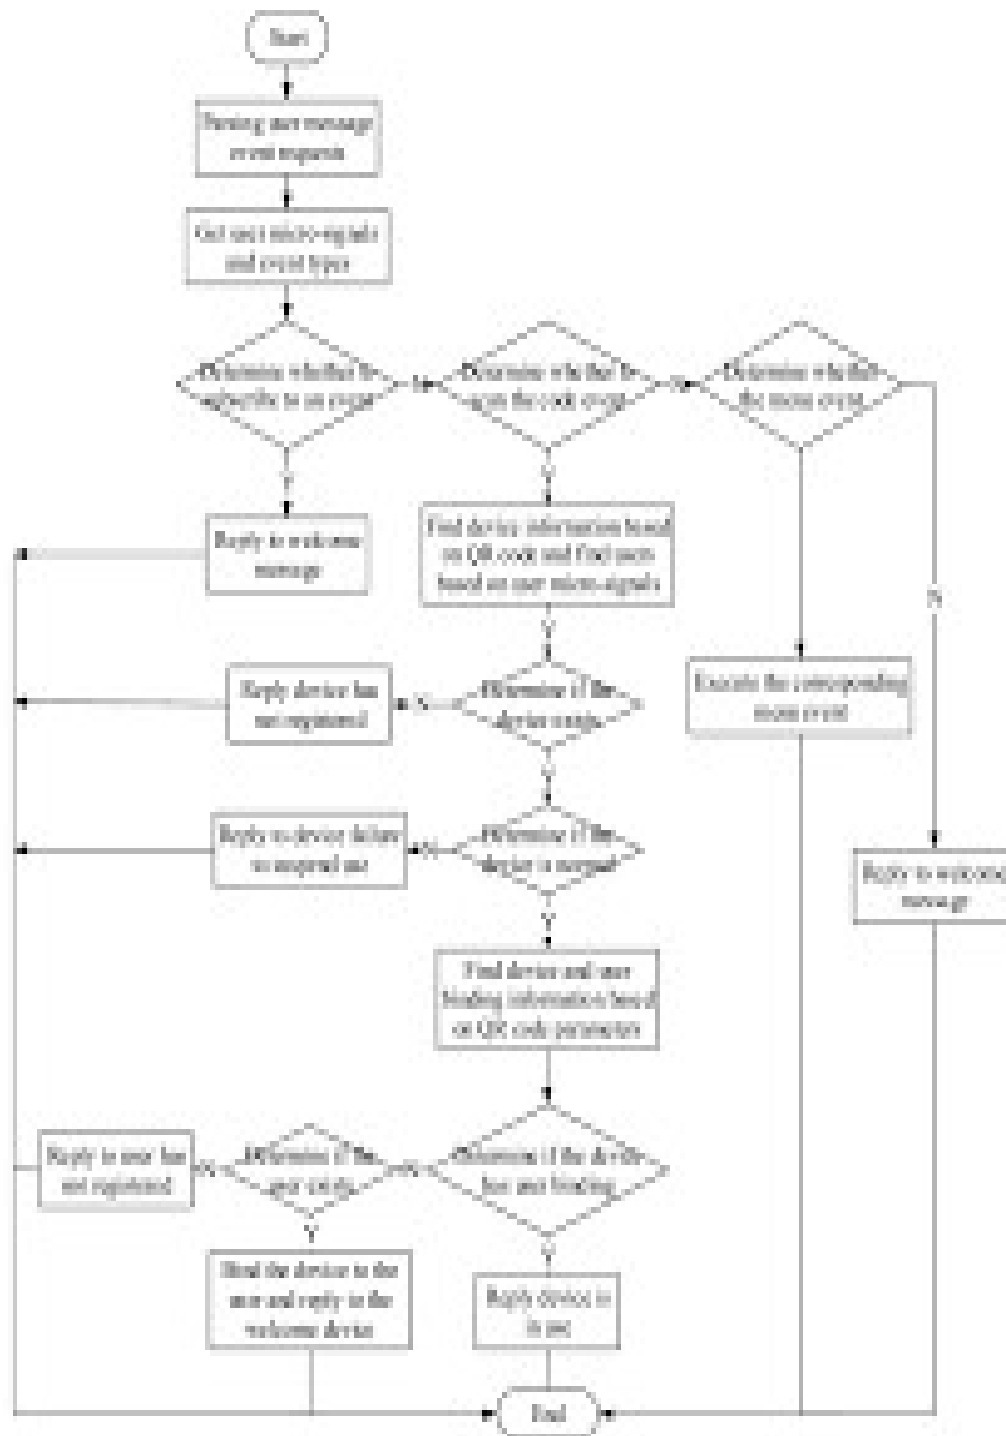 Start
Parsing user message
event requests
Get user micro-signals
and event types
Determine whether to
subscribe to an event
N
Determine whether to
scan the code event
N
Determine whether
the menu event
Y
Y
Reply to welcome
message
Find device information based
on QR code and find users
based on user micro-signals
N
Y
Reply device has
not registered
N
Determine if the
device exists
Execute the corresponding
menu event
Y
Reply to device failure
to suspend use
N
Determine if the
device is normal
Reply to welcome
message
Y
Find device and user
binding information based
on QR code parameters
Reply to user has
not registered
N
Determine if the
user exists
N
Determine if the device
has user binding
Y
Y
Bind the device to the
user and reply to the
welcome device
Reply device is
in use
End